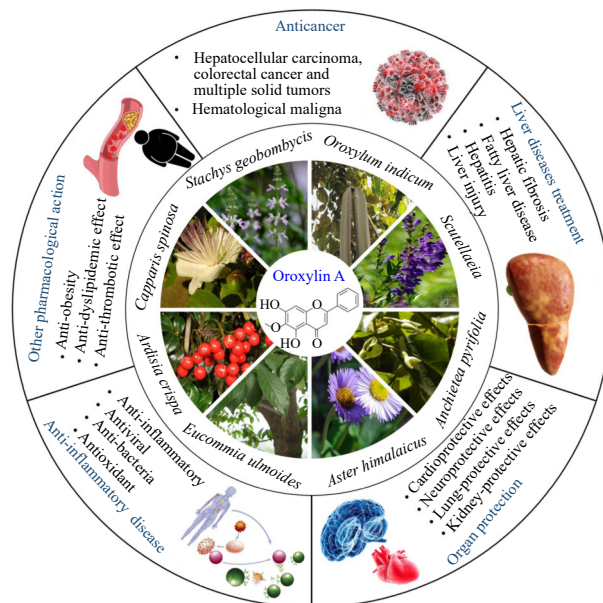 Anticancer
• Hepatocellular carcinoma,
colorectal cancer and
multiple solid tumors
• Hematological maligna
Liver diseases treatment
• Hepatic fibrosis
• Fatty liver disease
• Hepatitis
• Liver injury
Organ protection
• Cardioprotective effects
• Neuroprotective effects
• Lung-protective effects
• Kidney-protective effects
Anti-inflammatory disease
• Anti-inflammatory
• Antiviral
• Anti-bacteria
• Antioxidant
Other pharmacological action
• Anti-obesity
• Anti-dyslipidemic effect
• Anti-thrombotic effect
Stachys geobombycis
Oroxylum indicum
Scutellaeia
Anchietea pyrifolia
Aster himalaicus
Eucommia ulmoides
Ardisia crispa
Capparis spinosa
Oroxylin A
HO
O
O
HO
O